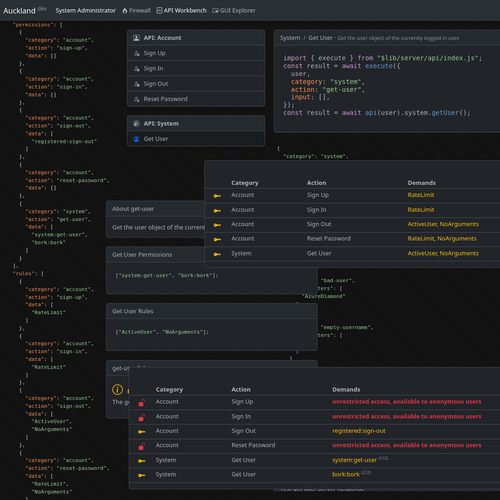 Auckland dev
System Administrator
Firewall
API Workbench
GUI Explorer
"permissions": [
{
"category": "account",
"action": "sign-up",
"data": []
},
{
"category": "account",
"action": "sign-in",
"data": []
},
{
"category": "account",
"action": "sign-out",
"data": [
"registered:sign-out"
]
},
{
"category": "account",
"action": "reset-password",
"data": []
},
{
"category": "system",
"action": "get-user",
"data": [
"system:get-user",
"bork:bork"
]
}
],
"rules": [
{
"category": "account",
"action": "sign-up",
"data": [
"RateLimit"
]
},
{
"category": "account",
"action": "sign-in",
"data": [
"RateLimit"
]
},
{
"category": "account",
"action": "sign-out",
"data": [
"ActiveUser",
"NoArguments"
]
},
{
"category": "account",
"action": "reset-password",
"data": [
"RateLimit",
"NoArguments"
]
API: Account
Sign Up
Sign In
Sign Out
Reset Password
API: System
Get User
System / Get User · Get the user object of the currently logged in user.
import { execute } from "$lib/server/api/index.js";
const result = await execute({
user,
category: "system",
action: "get-user",
input: [],
});
const result = await api(user).system.getUser();
{
"category": "system",
Category Action Demands
Account Sign Up RateLimit
Account Sign In RateLimit
Account Sign Out ActiveUser, NoArguments
Account Reset Password RateLimit, NoArguments
System Get User ActiveUser, NoArguments
About get-user
Get the user object of the current
Get User Permissions
["system:get-user", "bork:bork"];
Get User Rules
["ActiveUser", "NoArguments"];
"bad-user",
ters": [
"AzureDiamond"
"empty-username",
ters": [
]
}
Category Action Demands
Account Sign Up unrestricted access, available to anonymous users
Account Sign In unrestricted access, available to anonymous users
Account Sign Out registered:sign-out
Account Reset Password unrestricted access, available to anonymous users
System Get User system:get-user (1/2)
System Get User bork:bork (2/2)